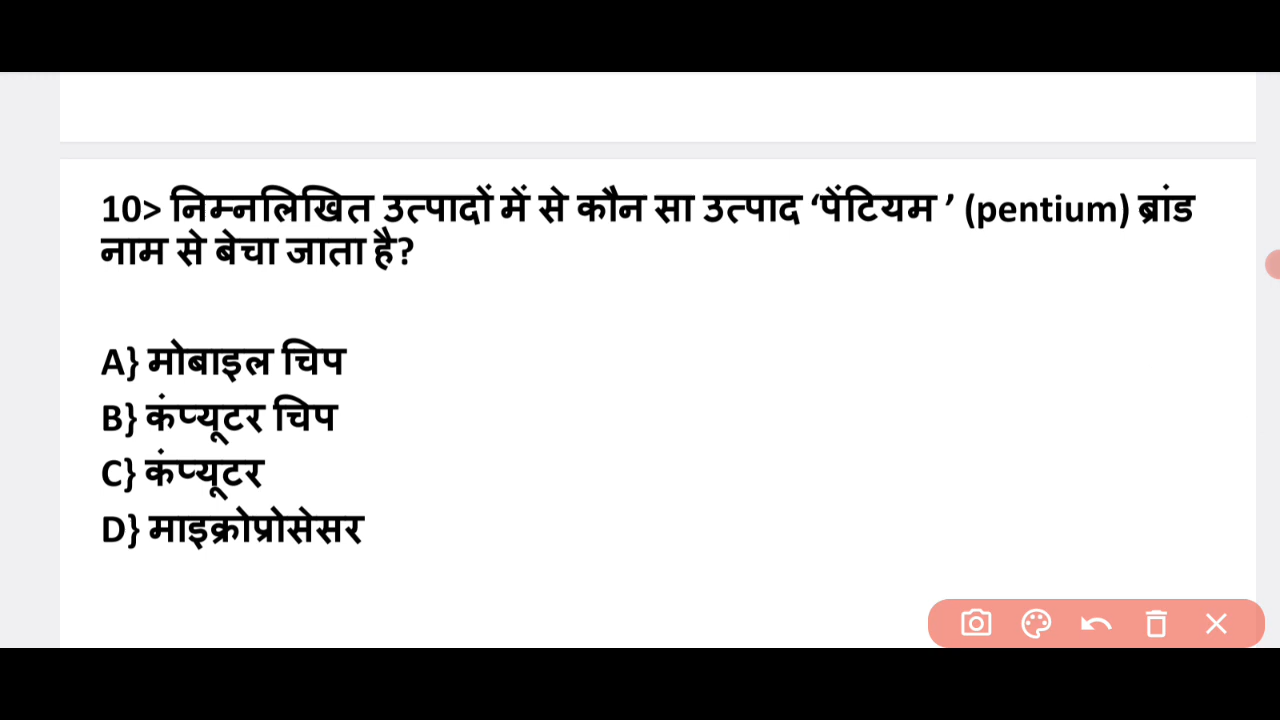 10> निम्नलिखित उत्पादों में से कौन सा उत्पाद ‘पेंटियम ’ (pentium) ब्रांड
नाम से बेचा जाता है?
A} मोबाइल चिप
B} कंप्यूटर चिप
C} कंप्यूटर
D} माइक्रोप्रोसेसर